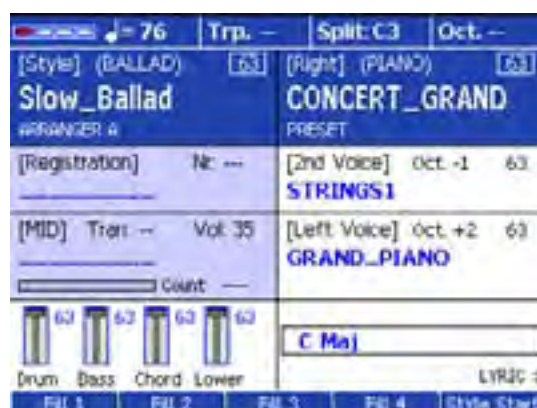 ♩= 76 Trp. -- Split: C3 Oct. --
[Style] (BALLAD) 63 [Right] (PIANO) 63
Slow_Ballad CONCERT_GRAND
ARRANGER A PRESET
[Registration] Nr: --- [2nd Voice] Oct. -1 63
STRINGS1
[MID] Tran: -- Vol: 35 [Left Voice] Oct. +2 63
GRAND_PIANO
Count ---
63 63 63 63
C Maj
Drum Bass Chord Lower LYRIC :
Fill 1 Fill 2 Fill 3 Fill 4 Style Start